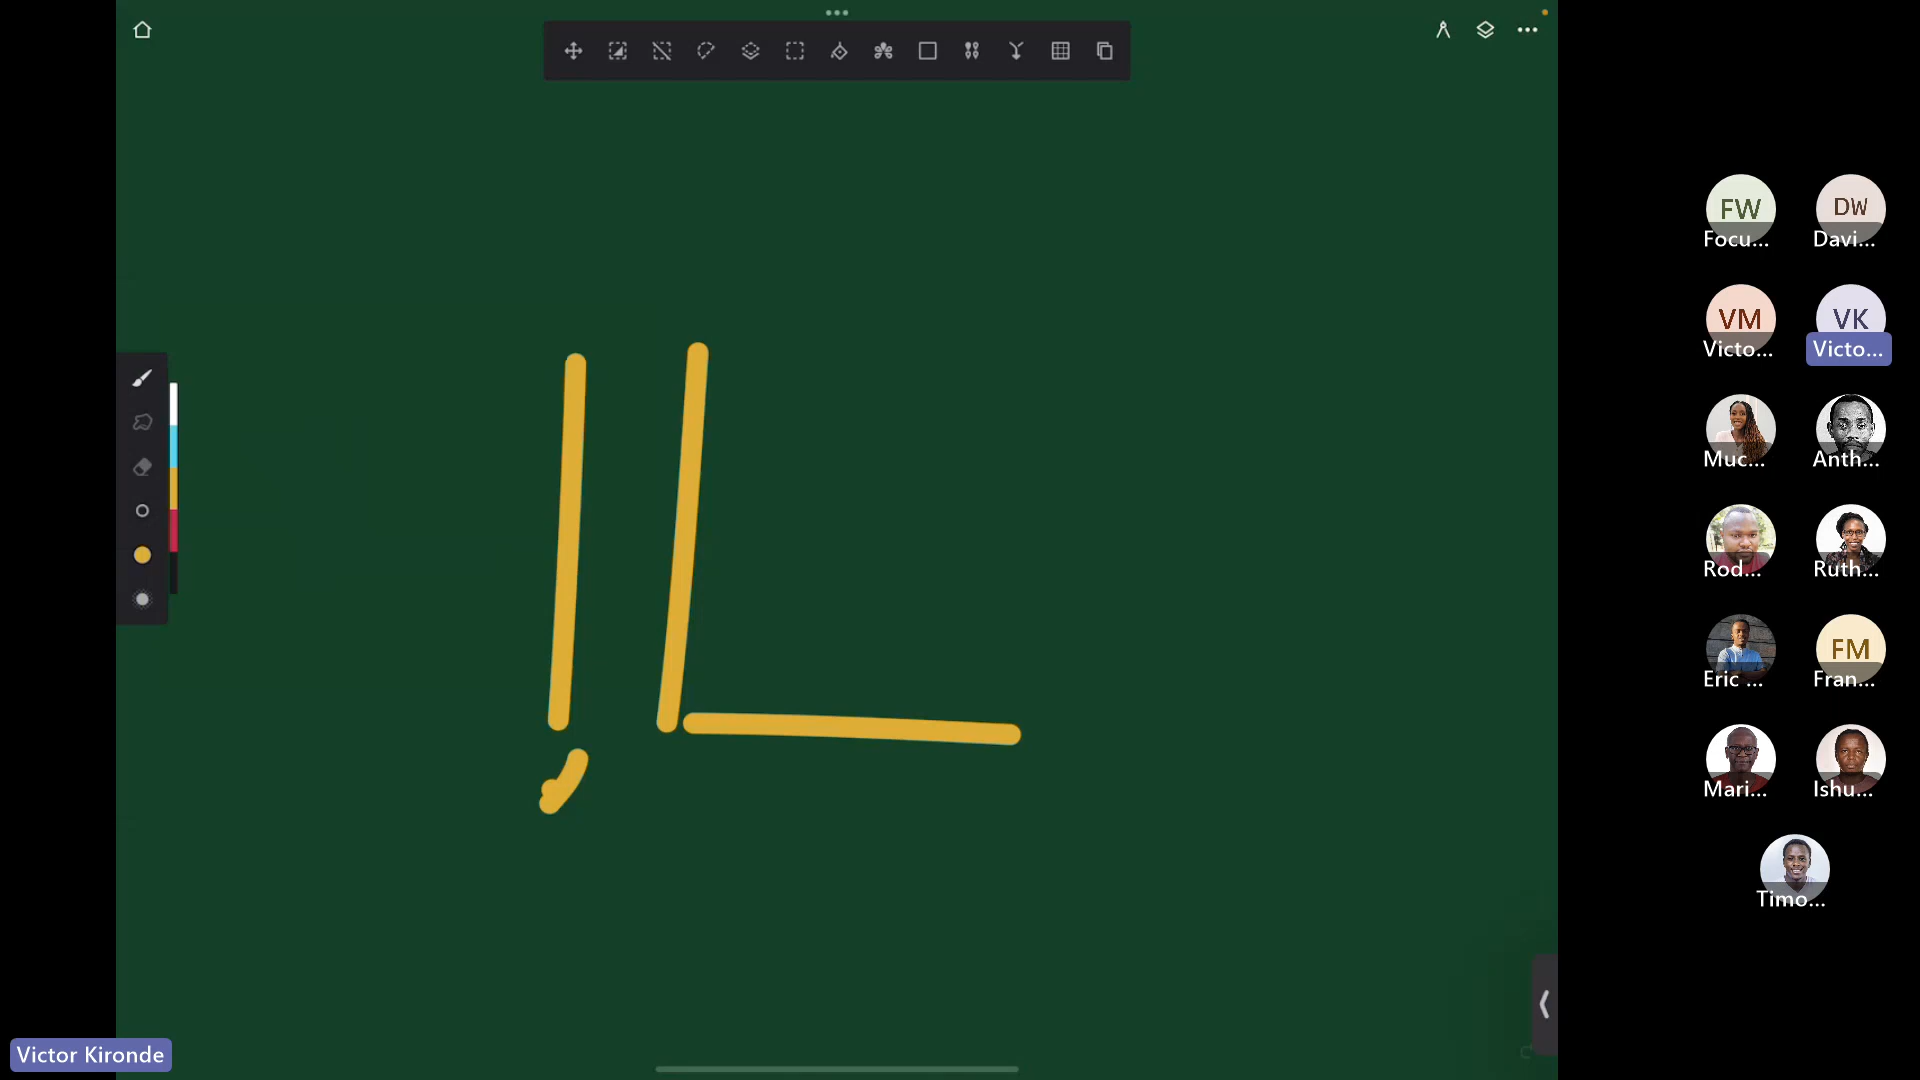 !L
FW
Focu...
DW
Davi...
VM
Victo...
VK
Victo...
Muc...
Anth...
Rod...
Ruth...
Eric ...
FM
Fran...
Mari...
Ishu...
Timo...
Victor Kironde